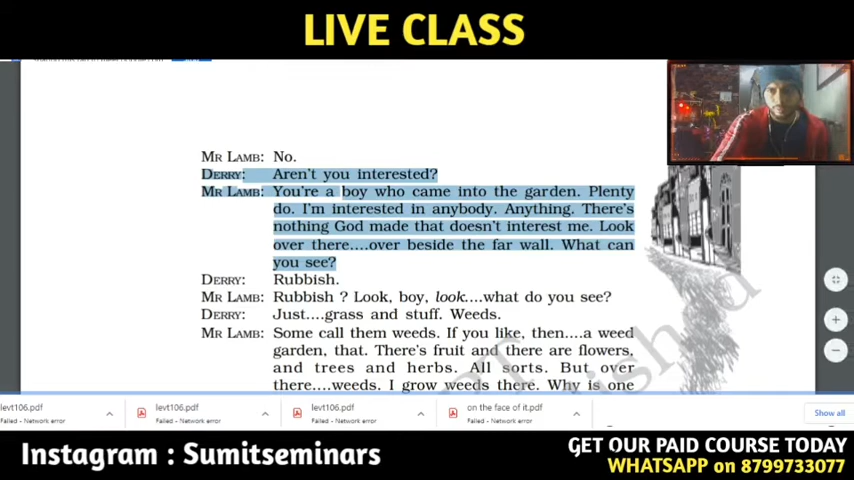 LIVE CLASS
MR LAMB: No.
DERRY: Aren't you interested?
MR LAMB: You're a boy who came into the garden. Plenty
do. I'm interested in anybody. Anything. There's
nothing God made that doesn't interest me. Look
over there....over beside the far wall. What can
you see?
DERRY: Rubbish.
MR LAMB: Rubbish ? Look, boy, look....what do you see?
DERRY: Just....grass and stuff. Weeds.
MR LAMB: Some call them weeds. If you like, then....a weed
garden, that. There's fruit and there are flowers,
and trees and herbs. All sorts. But over
there....weeds. I grow weeds there. Why is one
levt106.pdf levt106.pdf levt106.pdf on the face of it.pdf Show all
Failed - Network error Failed - Network error Failed - Network error Failed - Network error
Instagram : Sumitseminars
GET OUR PAID COURSE TODAY
WHATSAPP on 8799733077